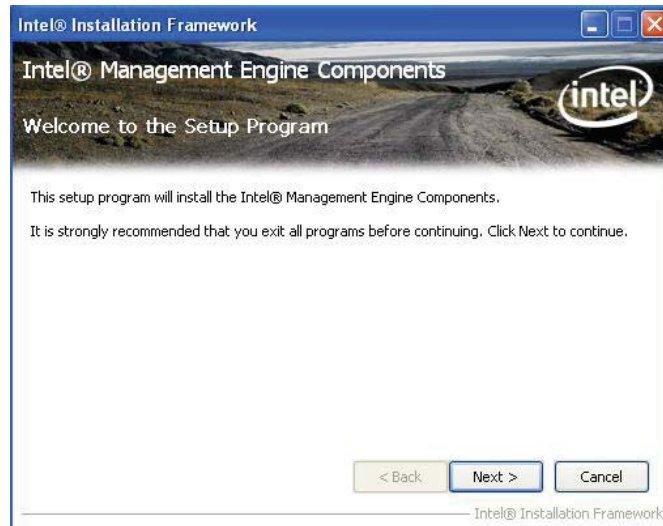 Intel® Installation Framework
Intel® Management Engine Components
Welcome to the Setup Program
intel
This setup program will install the Intel® Management Engine Components.
It is strongly recommended that you exit all programs before continuing. Click Next to continue.
< Back
Next >
Cancel
Intel® Installation Framework